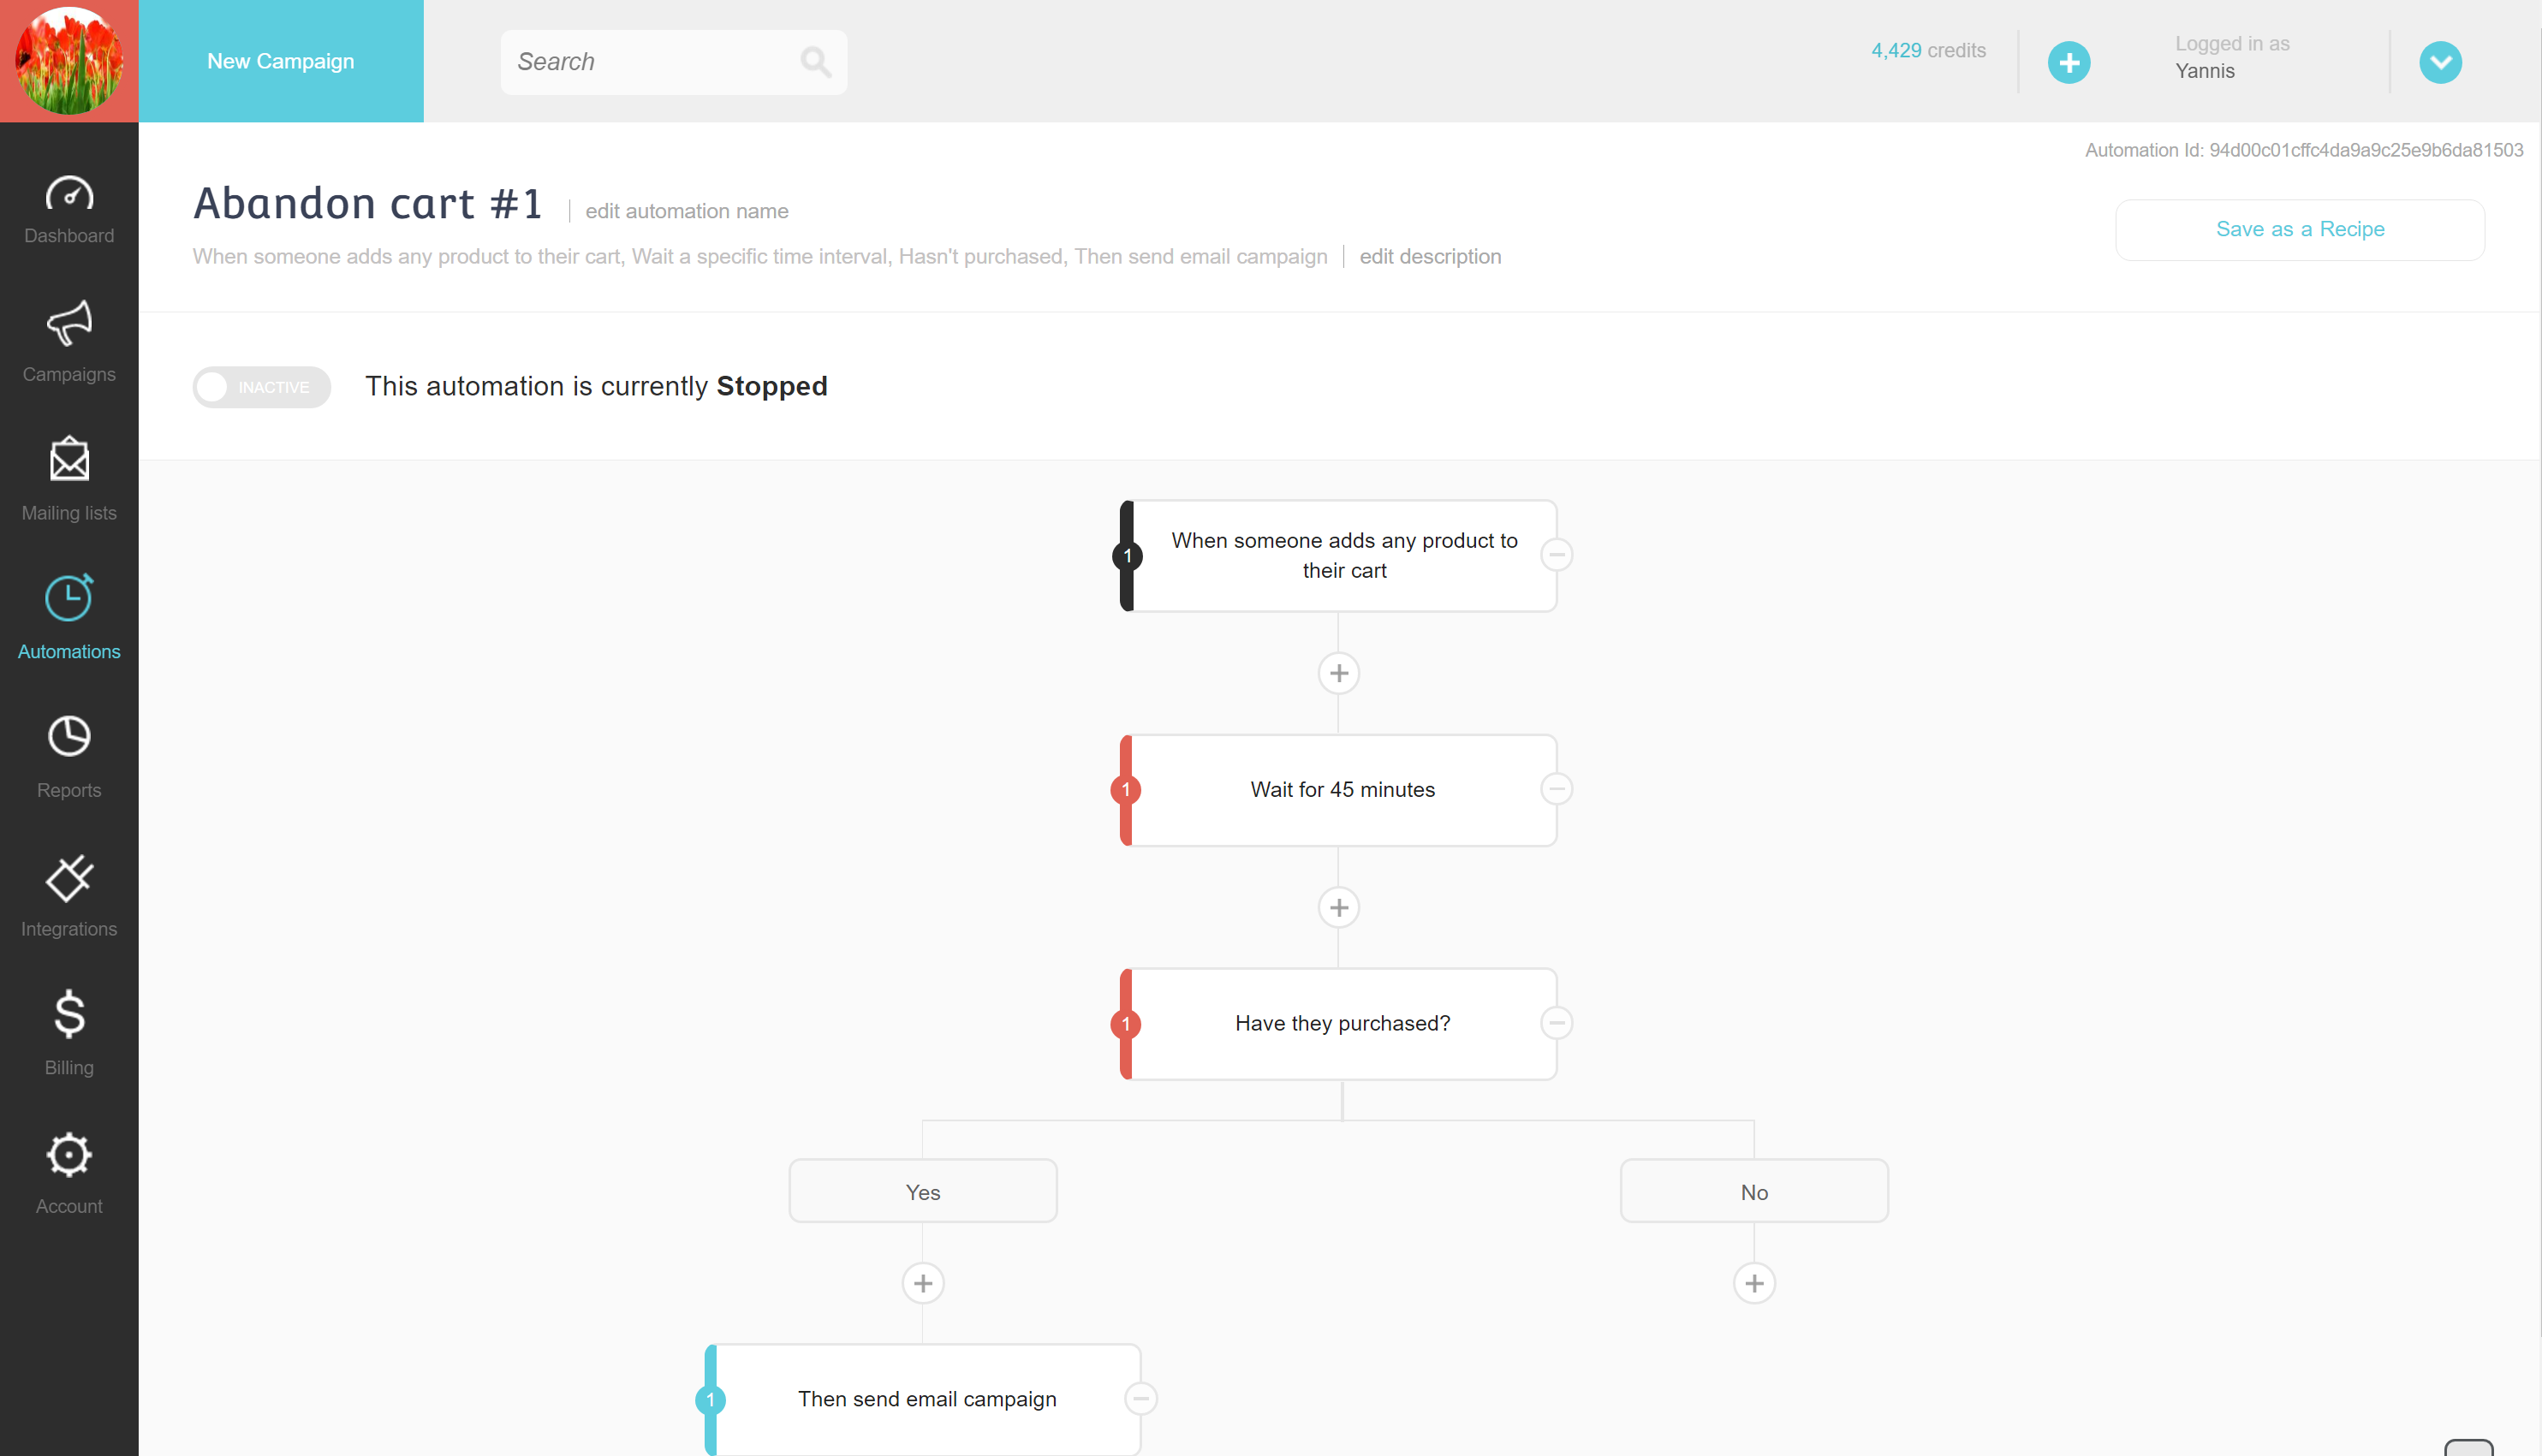 New Campaign
Search
4,429 credits
Logged in as
Yannis
Automation Id: 94d00c01cffc4da9a9c25e9b6da81503
Abandon cart #1
edit automation name
When someone adds any product to their cart, Wait a specific time interval, Hasn't purchased, Then send email campaign
edit description
Save as a Recipe
INACTIVE
This automation is currently Stopped
Dashboard
Campaigns
Mailing lists
Automations
Reports
Integrations
Billing
Account
1
When someone adds any product to
their cart
1
Wait for 45 minutes
1
Have they purchased?
Yes
No
1
Then send email campaign